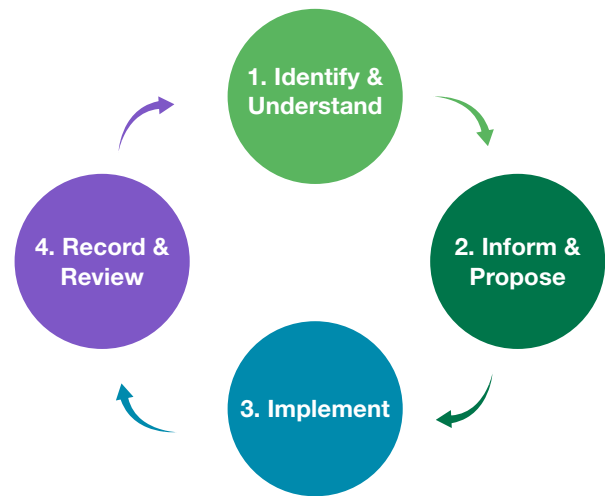 1. Identify &
Understand
2. Inform &
Propose
3. Implement
4. Record &
Review